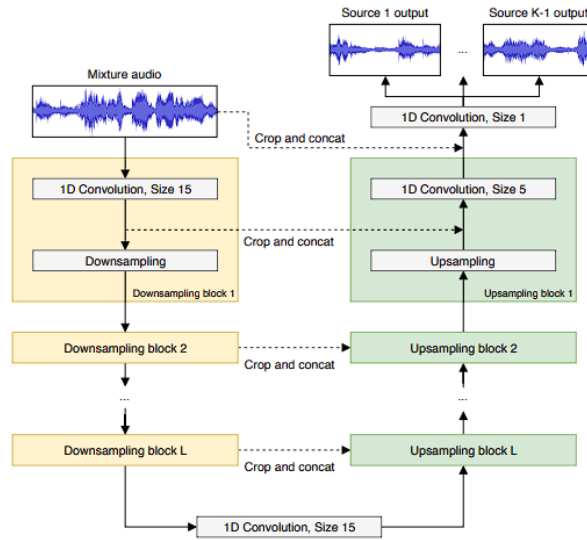 Source 1 output
...
Source K-1 output
Mixture audio
1D Convolution, Size 1
Crop and concat
1D Convolution, Size 15
1D Convolution, Size 5
Crop and concat
Downsampling
Upsampling
Downsampling block 1
Upsampling block 1
Downsampling block 2
Upsampling block 2
Crop and concat
...
...
Downsampling block L
Upsampling block L
Crop and concat
1D Convolution, Size 15